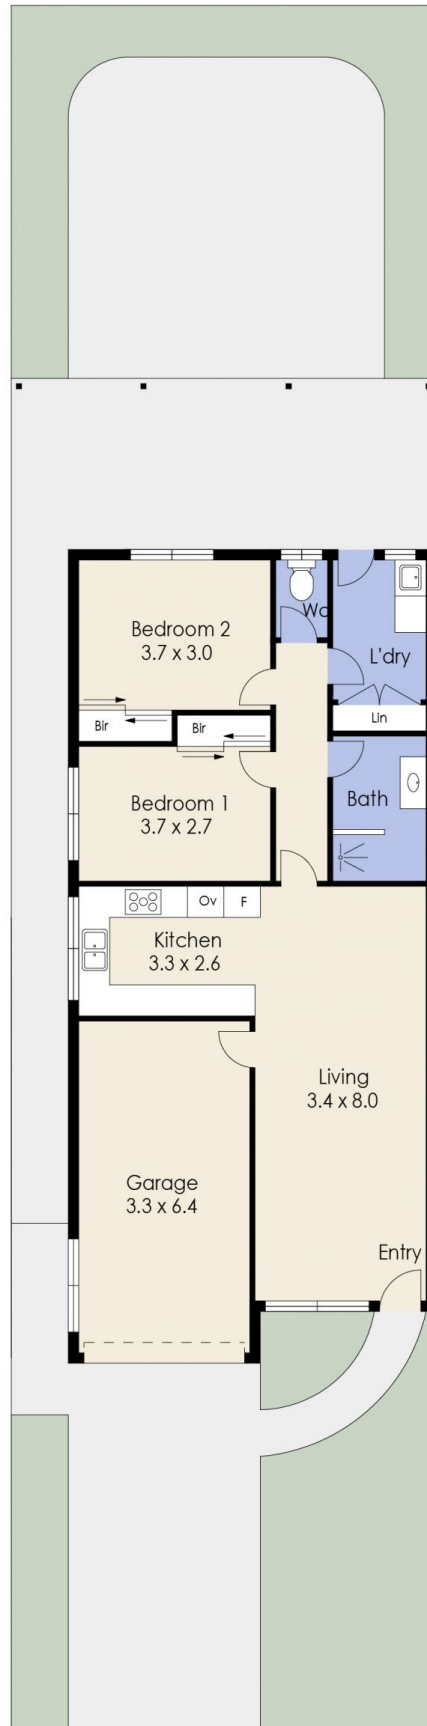 Wc
Bedroom 2
3.7 x 3.0
L'dry
Bir
Bir
Lin
Bedroom 1
3.7 x 2.7
Bath
Ov
F
Kitchen
3.3 x 2.6
Living
3.4 x 8.0
Garage
3.3 x 6.4
Entry